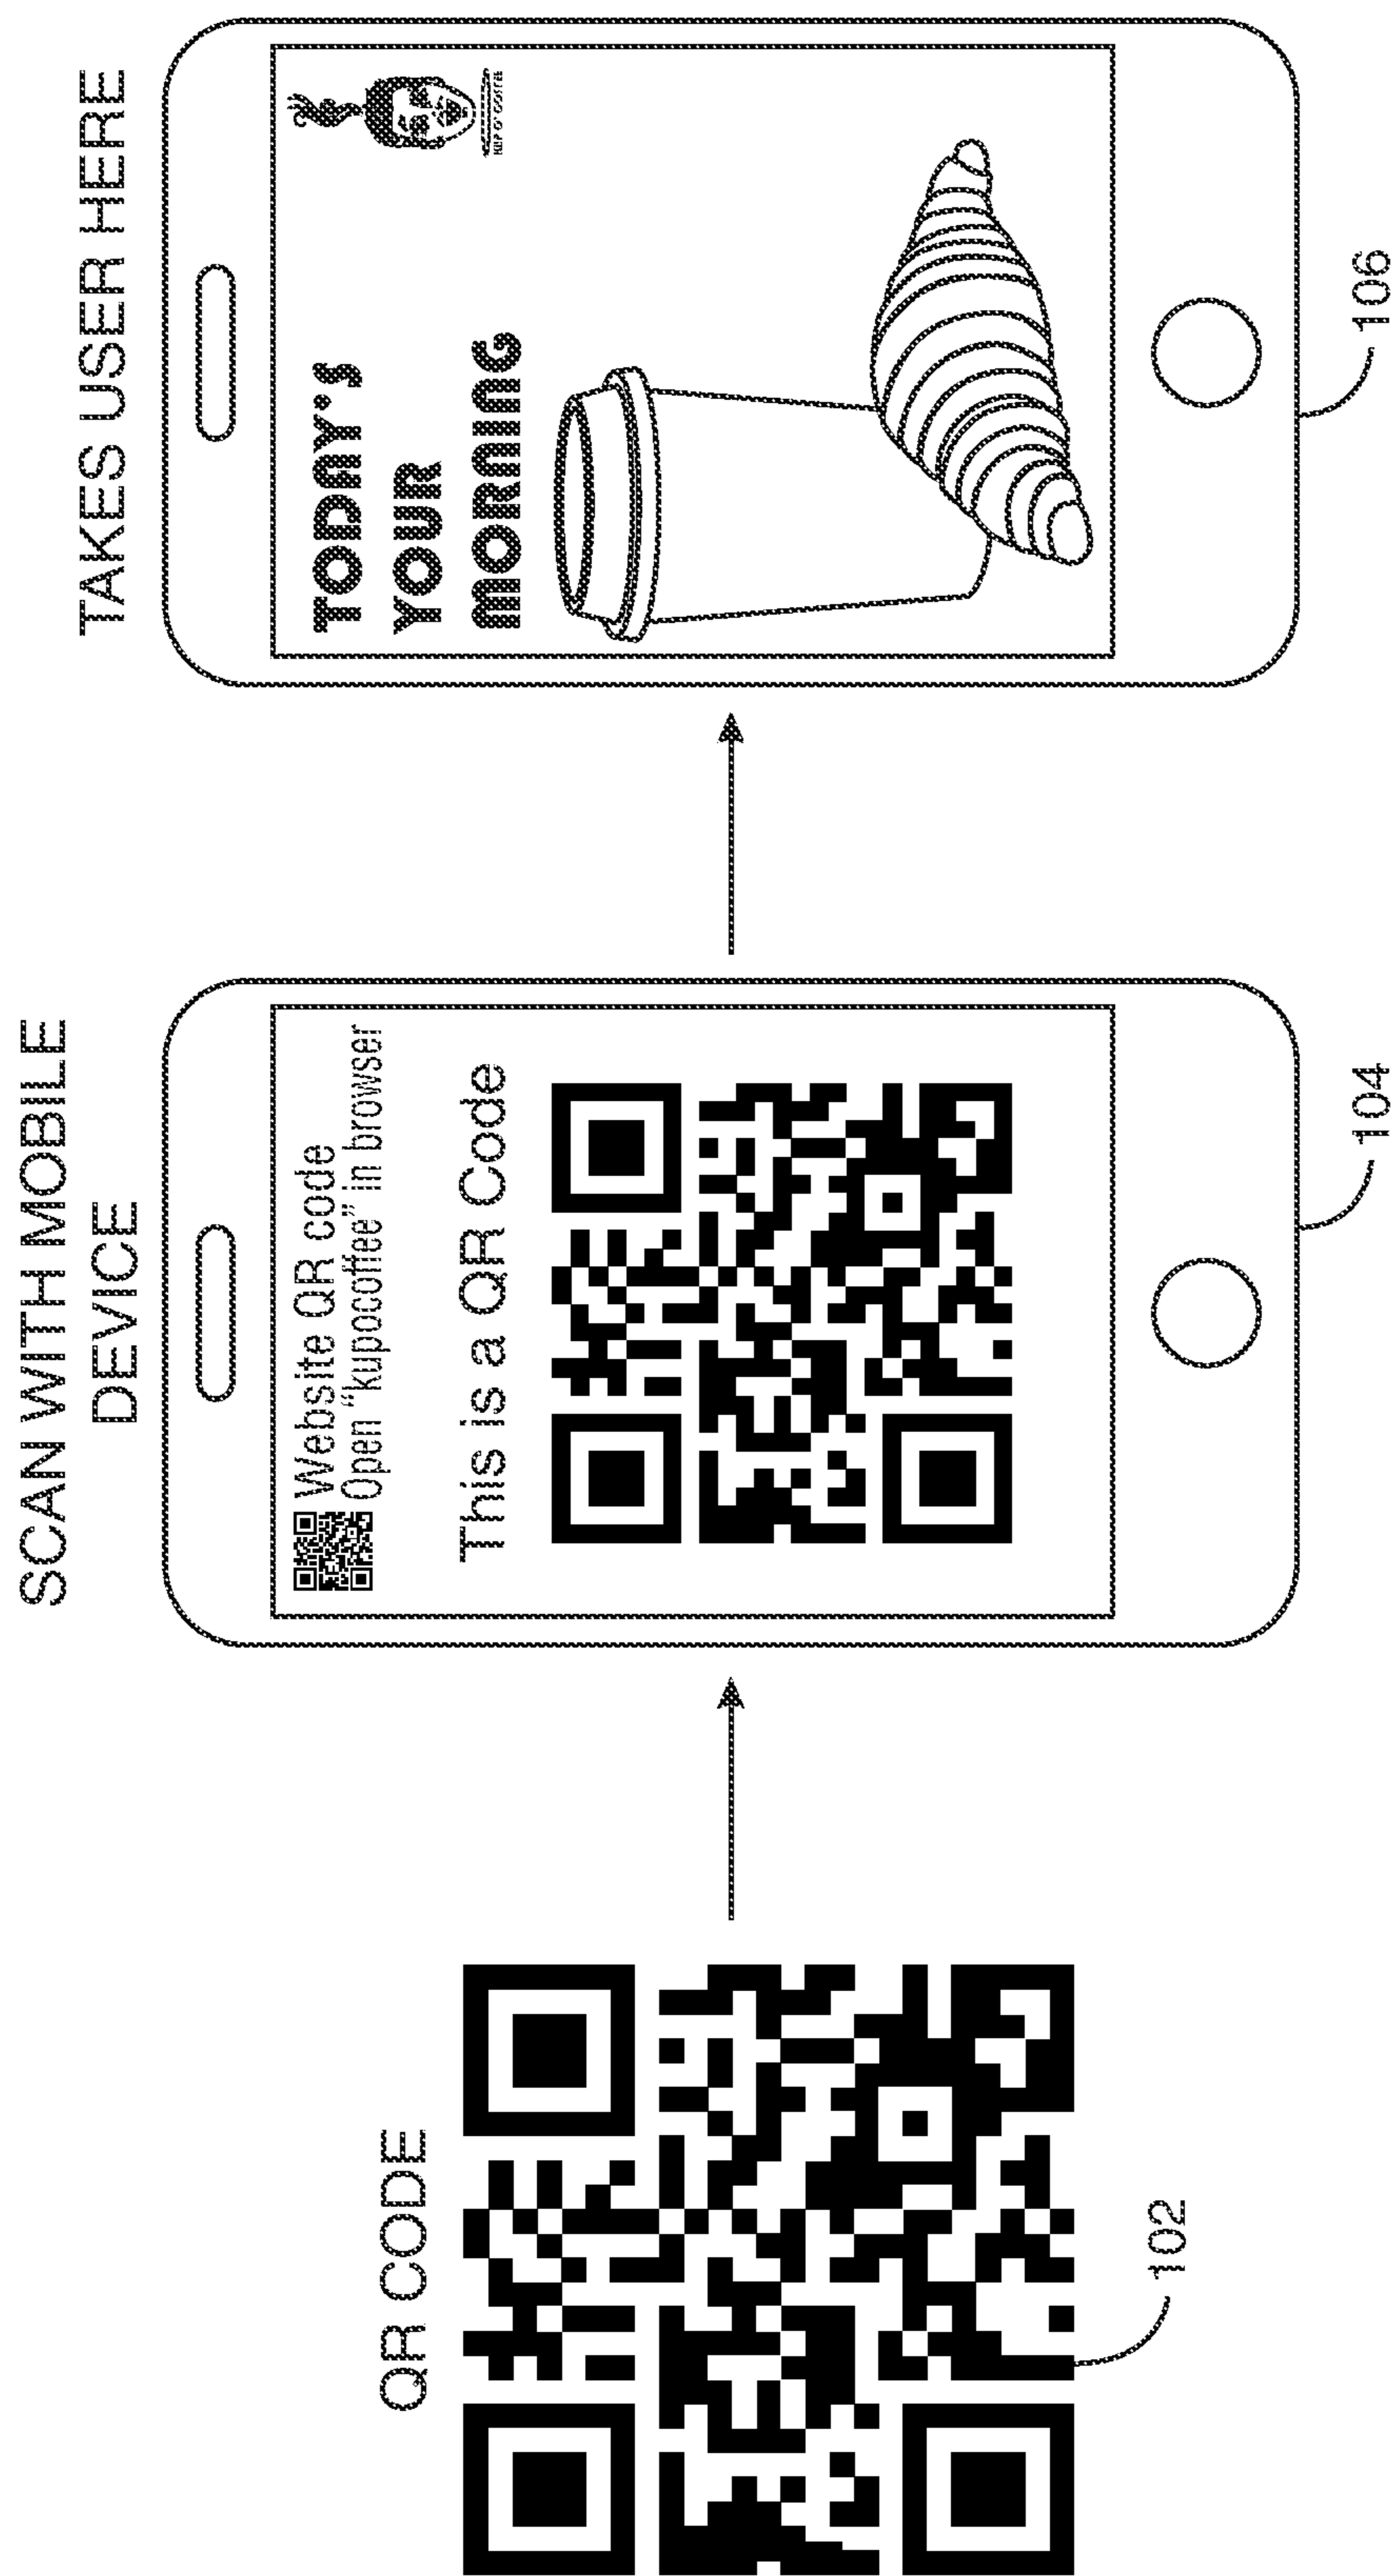 QR CODE
102
SCAN WITH MOBILE
DEVICE
Website QR code
Open “kupocoffee” in browser
This is a QR Code
104
TAKES USER HERE
TODAY’S
YOUR
MORNING
106